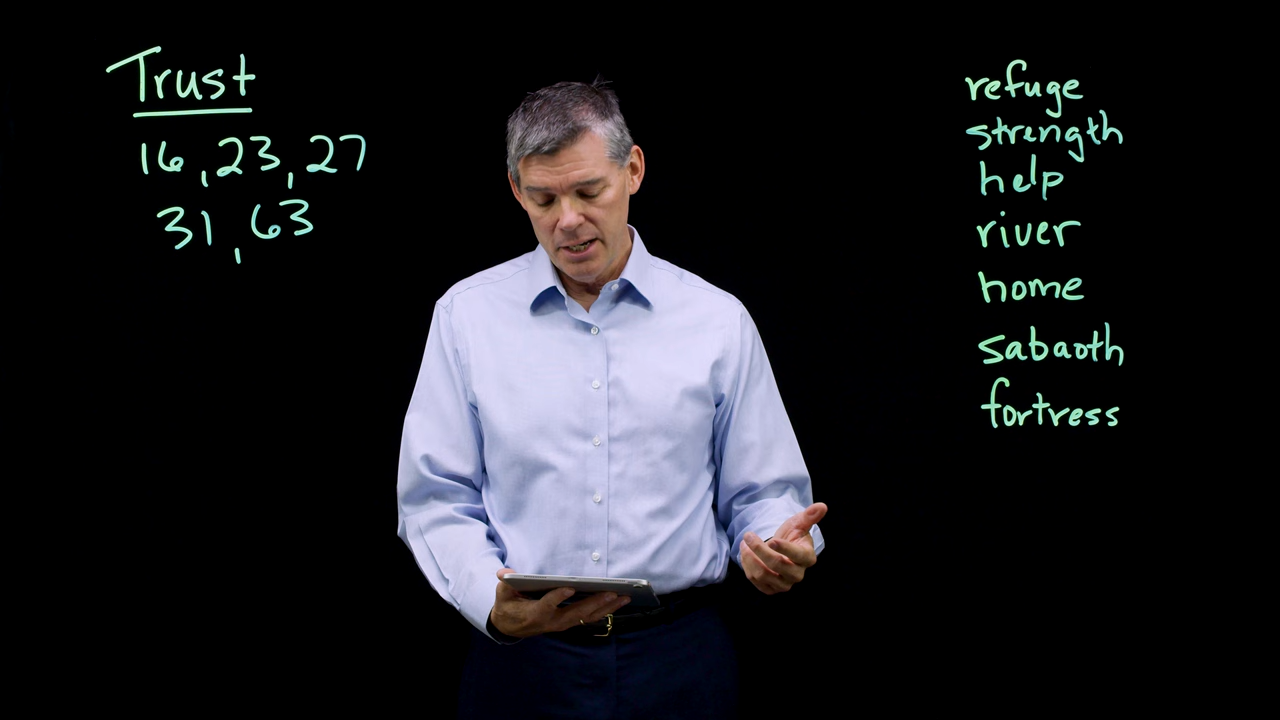 Trust
16, 23, 27
31, 63
refuge
strength
help
river
home
sabaoth
fortress